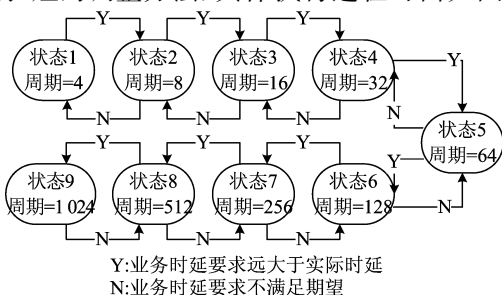 Y Y Y
状态1 状态2 状态3 状态4
周期=4 周期=8 周期=16 周期=32
Y
N N N
N
状态5
周期=64
Y Y Y
Y
状态9 状态8 状态7 状态6
周期=1 024 周期=512 周期=256 周期=128
N
N N N
Y:业务时延要求远大于实际时延
N:业务时延要求不满足期望